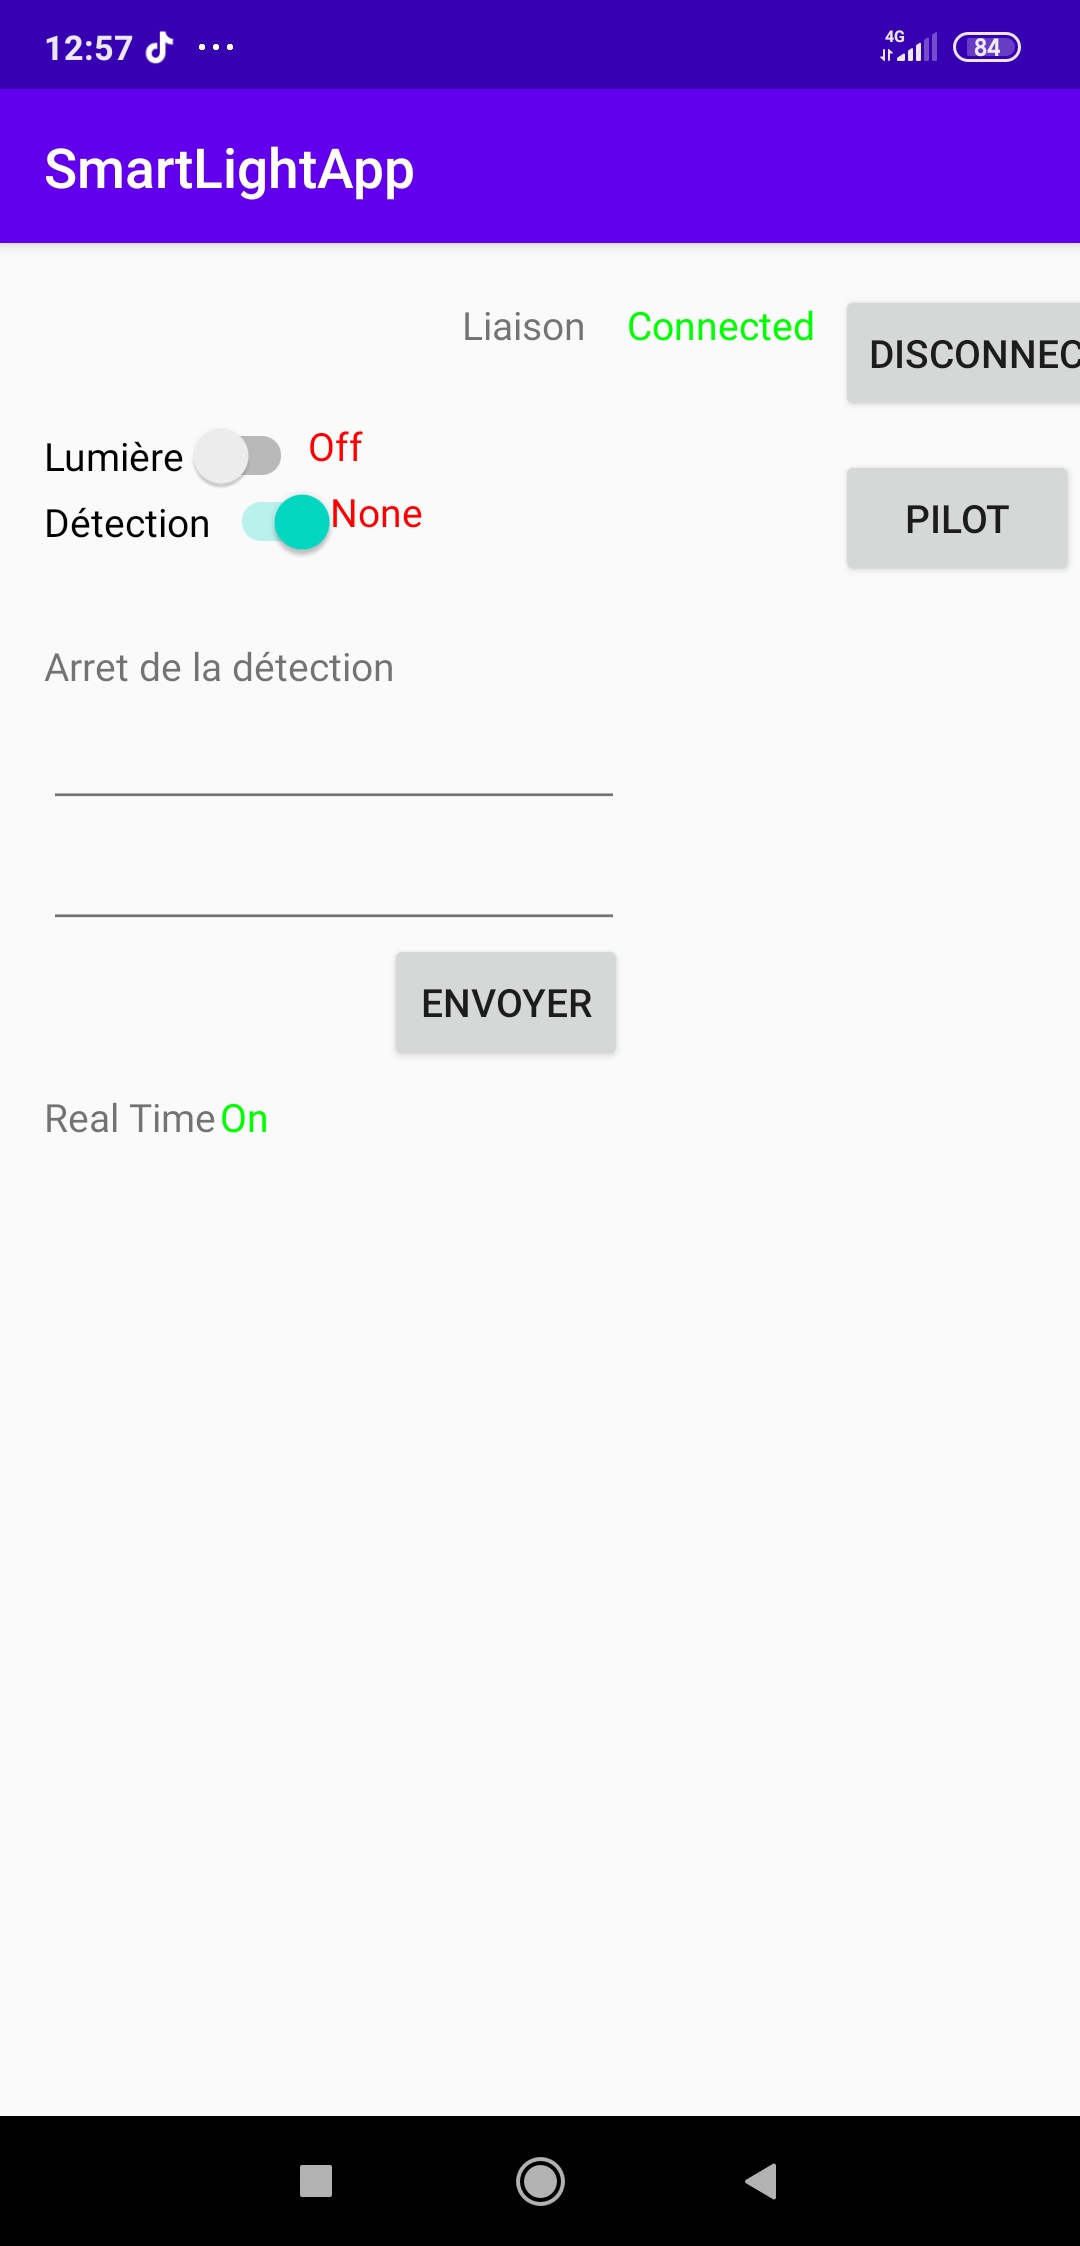 12:57
4G
84
SmartLightApp
Liaison Connected DISCONNEC
Lumière Off
Détection None
PILOT
Arret de la détection
ENVOYER
Real Time On